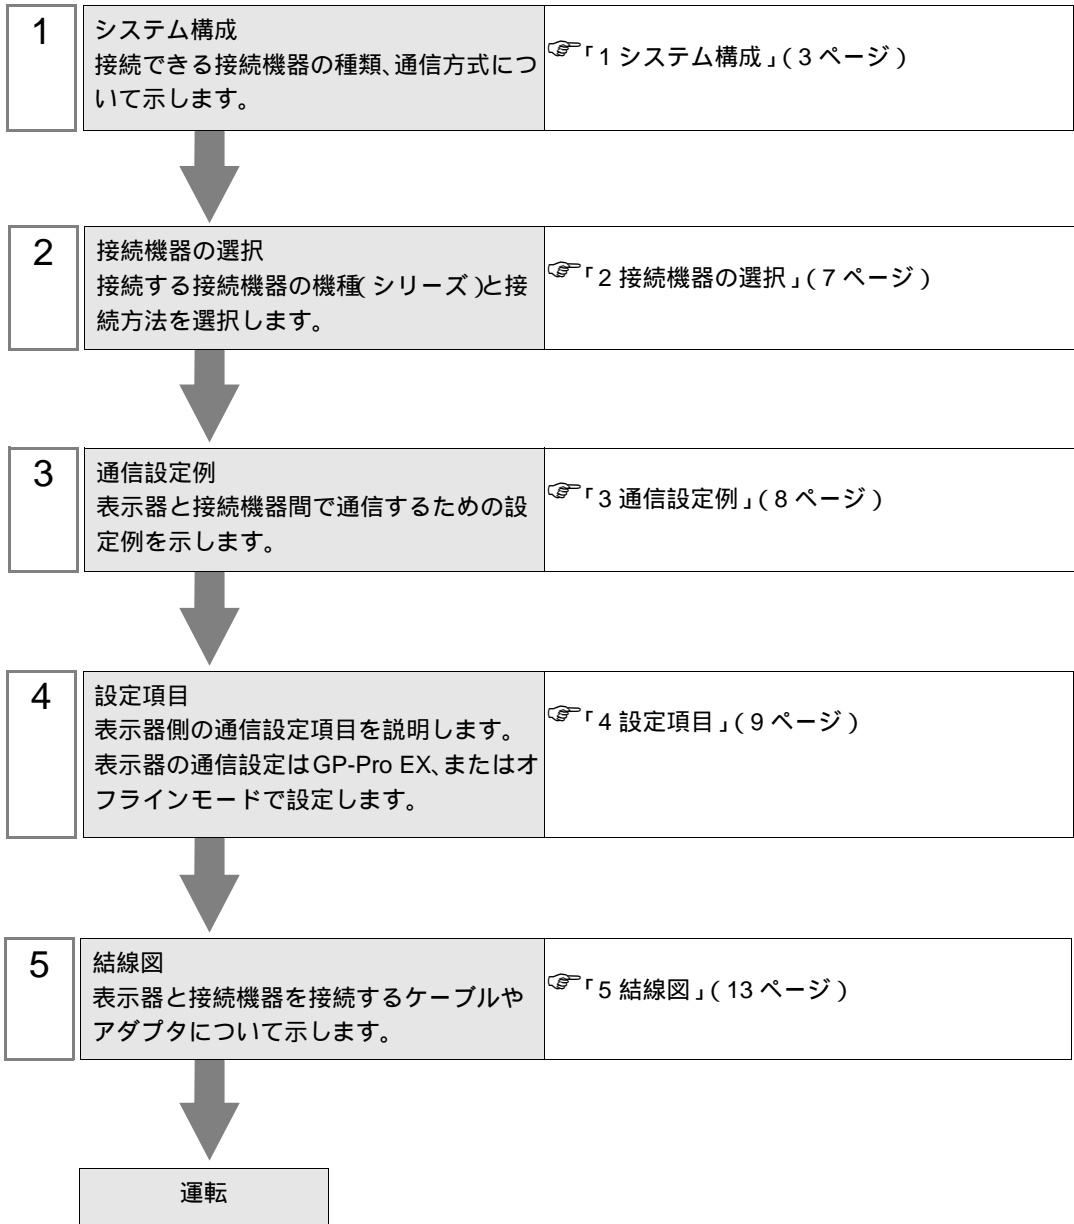 1
システム構成
接続できる接続機器の種類、通信方式につ
いて示します。
☞「1 システム構成」(3 ページ)
2
接続機器の選択
接続する接続機器の機種(シリーズ)と接
続方法を選択します。
☞「2 接続機器の選択」(7 ページ)
3
通信設定例
表示器と接続機器間で通信するための設
定例を示します。
☞「3 通信設定例」(8 ページ)
4
設定項目
表示器側の通信設定項目を説明します。
表示器の通信設定はGP-Pro EX、またはオ
フラインモードで設定します。
☞「4 設定項目」(9 ページ)
5
結線図
表示器と接続機器を接続するケーブルや
アダプタについて示します。
☞「5 結線図」(13 ページ)
運転